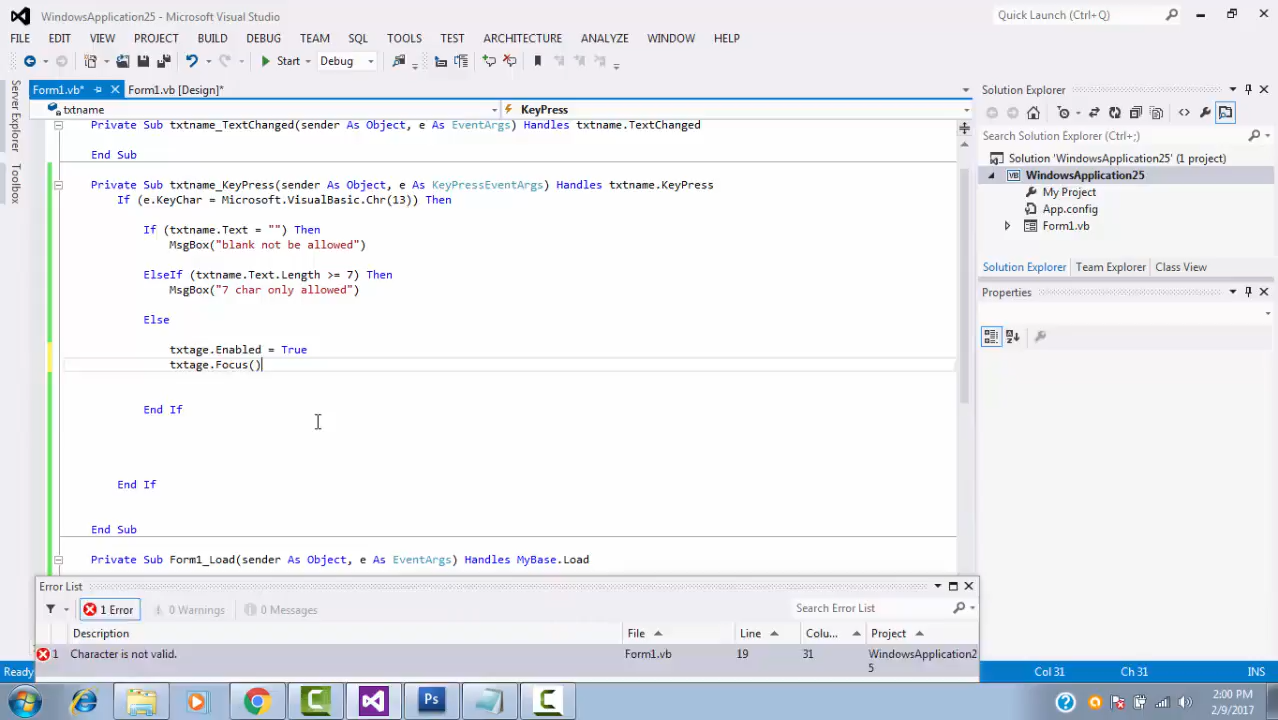 WindowsApplication25 - Microsoft Visual Studio
Quick Launch (Ctrl+Q)
FILE EDIT VIEW PROJECT BUILD DEBUG TEAM SQL TOOLS TEST ARCHITECTURE ANALYZE WINDOW HELP
Start Debug
Server Explorer
Toolbox
Form1.vb* Form1.vb [Design]*
txtname KeyPress
Private Sub txtname_TextChanged(sender As Object, e As EventArgs) Handles txtname.TextChanged
End Sub
Private Sub txtname_KeyPress(sender As Object, e As KeyPressEventArgs) Handles txtname.KeyPress
If (e.KeyChar = Microsoft.VisualBasic.Chr(13)) Then
If (txtname.Text = "") Then
MsgBox("blank not be allowed")
ElseIf (txtname.Text.Length >= 7) Then
MsgBox("7 char only allowed")
Else
txtage.Enabled = True
txtage.Focus()
End If
End If
End Sub
Private Sub Form1_Load(sender As Object, e As EventArgs) Handles MyBase.Load
Solution Explorer
Search Solution Explorer (Ctrl+;)
Solution 'WindowsApplication25' (1 project)
VB WindowsApplication25
My Project
App.config
Form1.vb
Solution Explorer Team Explorer Class View
Properties
Error List
1 Error 0 Warnings 0 Messages
Search Error List
Description File Line Colu... Project
1 Character is not valid. Form1.vb 19 31 WindowsApplication2
5
Ready Col 31 Ch 31 INS
Ps
2:00 PM
2/9/2017